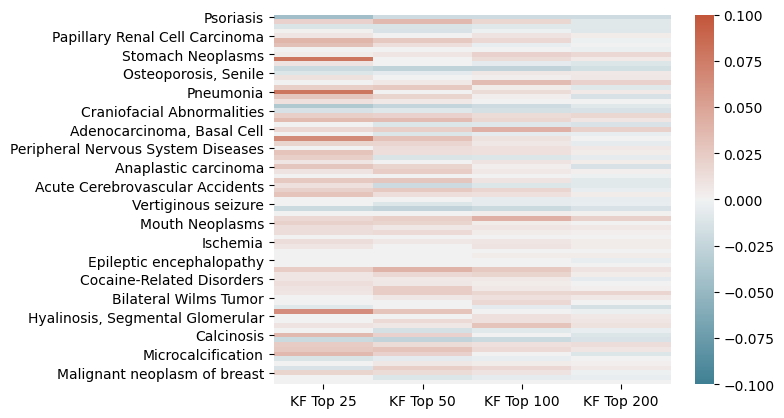 Psoriasis
Papillary Renal Cell Carcinoma
Stomach Neoplasms
Osteoporosis, Senile
Pneumonia
Craniofacial Abnormalities
Adenocarcinoma, Basal Cell
Peripheral Nervous System Diseases
Anaplastic carcinoma
Acute Cerebrovascular Accidents
Vertiginous seizure
Mouth Neoplasms
Ischemia
Epileptic encephalopathy
Cocaine-Related Disorders
Bilateral Wilms Tumor
Hyalinosis, Segmental Glomerular
Calcinosis
Microcalcification
Malignant neoplasm of breast
KF Top 25 KF Top 50 KF Top 100 KF Top 200
0.100
0.075
0.050
0.025
0.000
−0.025
−0.050
−0.075
−0.100